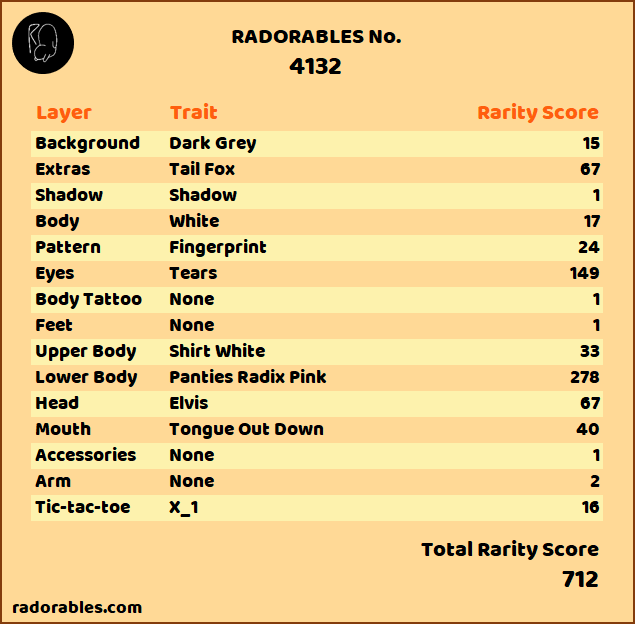 RADORABLES No.
4132
Layer Trait Rarity Score
Background Dark Grey 15
Extras Tail Fox 67
Shadow Shadow 1
Body White 17
Pattern Fingerprint 24
Eyes Tears 149
Body Tattoo None 1
Feet None 1
Upper Body Shirt White 33
Lower Body Panties Radix Pink 278
Head Elvis 67
Mouth Tongue Out Down 40
Accessories None 1
Arm None 2
Tic-tac-toe X_1 16
Total Rarity Score
712
radorables.com